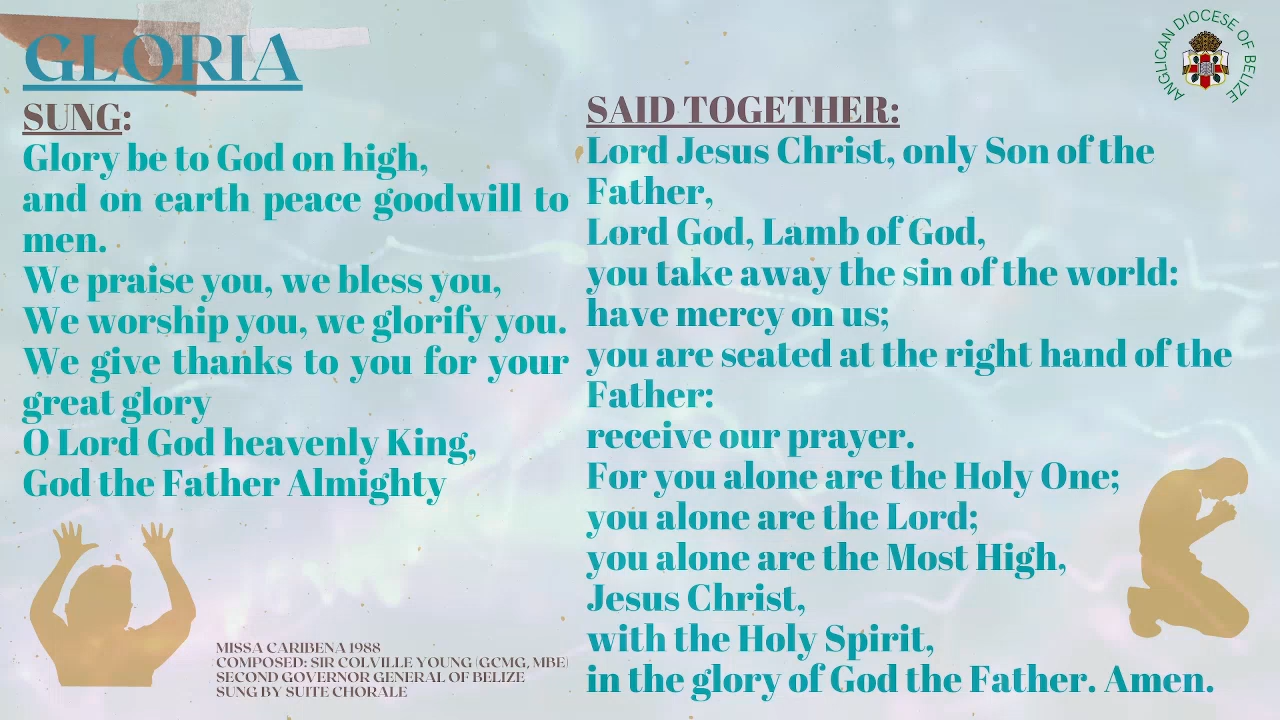 GLORIA
SUNG:
Glory be to God on high,
and on earth peace goodwill to
men.
We praise you, we bless you,
We worship you, we glorify you.
We give thanks to you for your
great glory
O Lord God heavenly King,
God the Father Almighty
MISSA CARIBENA 1988
COMPOSED: SIR COLVILLE YOUNG (GCMG, MBE)
SECOND GOVERNOR GENERAL OF BELIZE
SUNG BY SUITE CHORALE
SAID TOGETHER:
Lord Jesus Christ, only Son of the
Father,
Lord God, Lamb of God,
you take away the sin of the world:
have mercy on us;
you are seated at the right hand of the
Father:
receive our prayer.
For you alone are the Holy One;
you alone are the Lord;
you alone are the Most High,
Jesus Christ,
with the Holy Spirit,
in the glory of God the Father. Amen.
ANGLICAN DIOCESE OF BELIZE